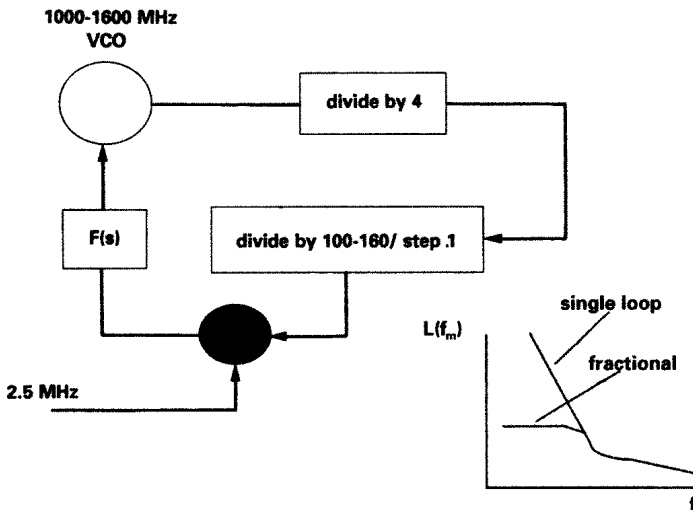 1000-1600 MHz
VCO
divide by 4
F(s)
divide by 100-160/ step .1
2.5 MHz
L(fm)
single loop
fractional
f